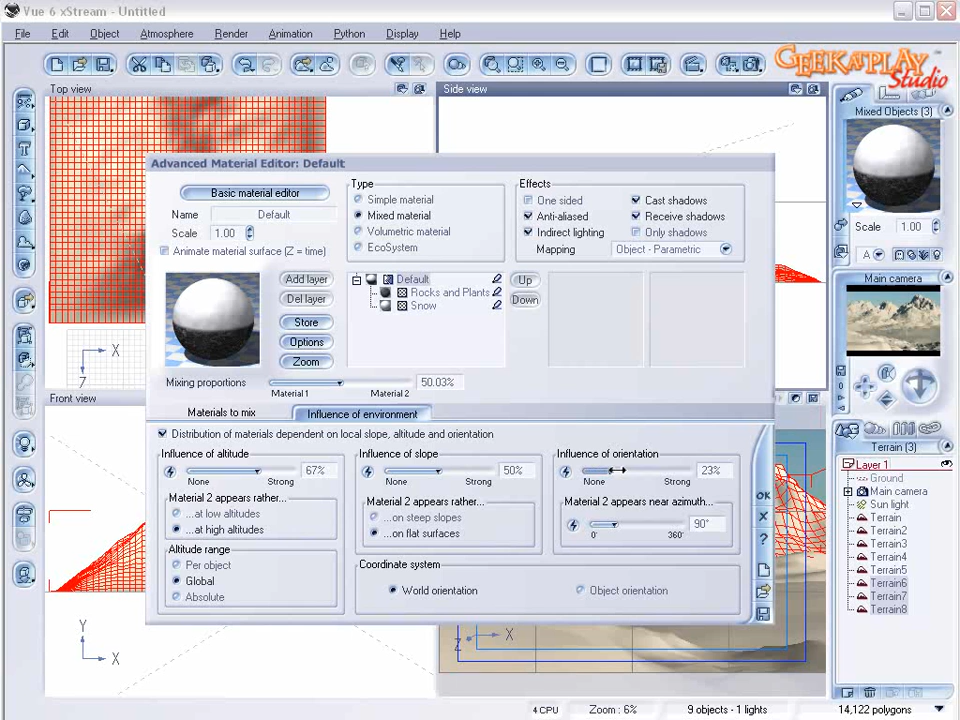 Vue 6 xStream - Untitled
File Edit Object Atmosphere Render Animation Python Display Help
GEEKATPLAY Studio
Top view
Side view
Mixed Objects (3)
Advanced Material Editor: Default
Basic material editor
Name Default
Scale 1.00
Animate material surface (Z = time)
Type
Simple material
Mixed material
Volumetric material
EcoSystem
Effects
One sided
Cast shadows
Anti-aliased
Receive shadows
Indirect lighting
Only shadows
Mapping Object - Parametric
Scale 1.00
A
Main camera
Add layer
Del layer
Store
Options
Zoom
Default
Rocks and Plants
Snow
Up
Down
Mixing proportions 50.03%
Material 1 Material 2
X
Z
Front view
Materials to mix
Influence of environment
Distribution of materials dependent on local slope, altitude and orientation
Influence of altitude
67%
None Strong
Material 2 appears rather...
...at low altitudes
...at high altitudes
Altitude range
Per object
Global
Absolute
Influence of slope
50%
None Strong
Material 2 appears rather...
...on steep slopes
...on flat surfaces
Influence of orientation
23%
None Strong
Material 2 appears near azimuth...
90°
0° 360°
Coordinate system
World orientation
Object orientation
OK
X
?
Terrain (3)
Layer 1
Ground
Main camera
Sun light
Terrain
Terrain2
Terrain3
Terrain4
Terrain5
Terrain6
Terrain7
Terrain8
Y
X
Z
X
4 CPU
Zoom : 6%
9 objects - 1 lights
14,122 polygons